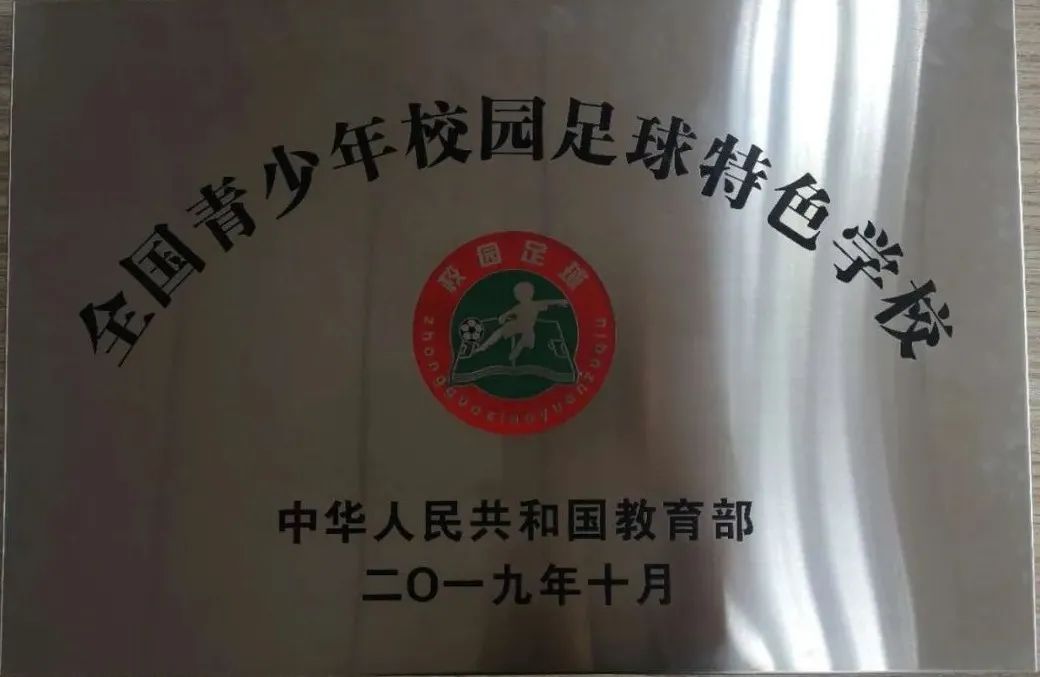 全国青少年校园足球特色学校
校园足球
zhongguoxiaoyuanzuqiu
中华人民共和国教育部
二〇一九年十月